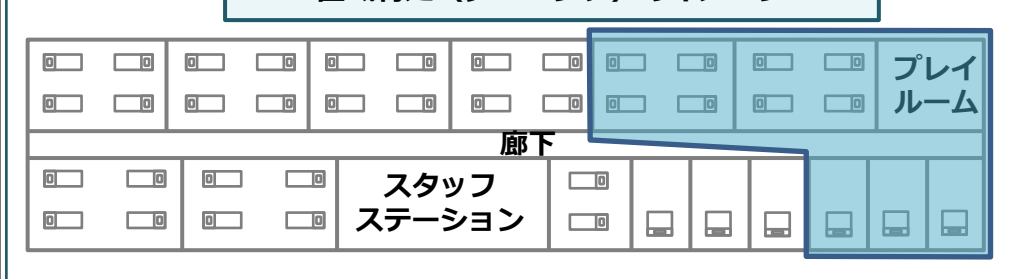 プレイ
ルーム
廊下
スタッフ
ステーション